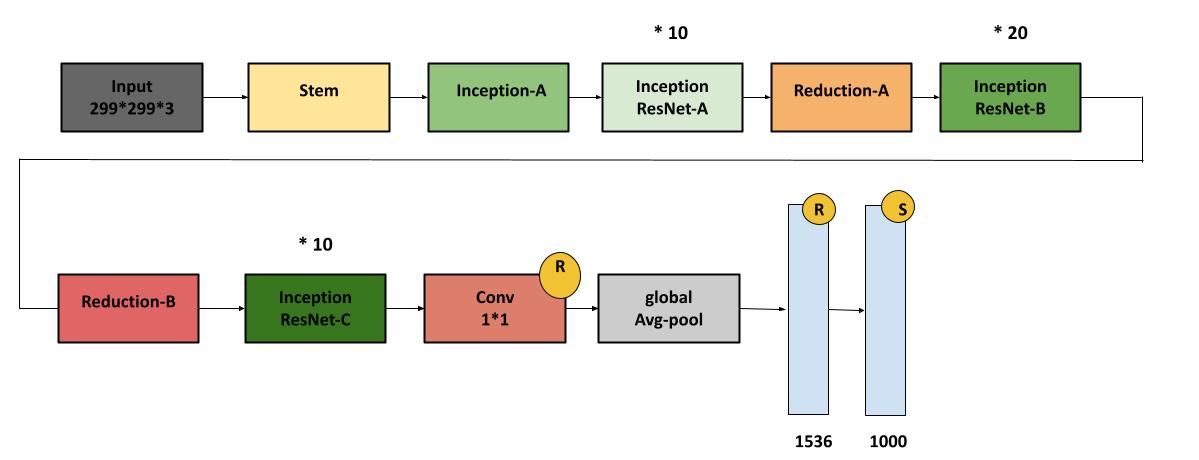 * 10
* 20
Input
299*299*3
Stem
Inception-A
Inception
ResNet-A
Reduction-A
Inception
ResNet-B
* 10
Reduction-B
Inception
ResNet-C
Conv
1*1
R
global
Avg-pool
R
S
1536
1000